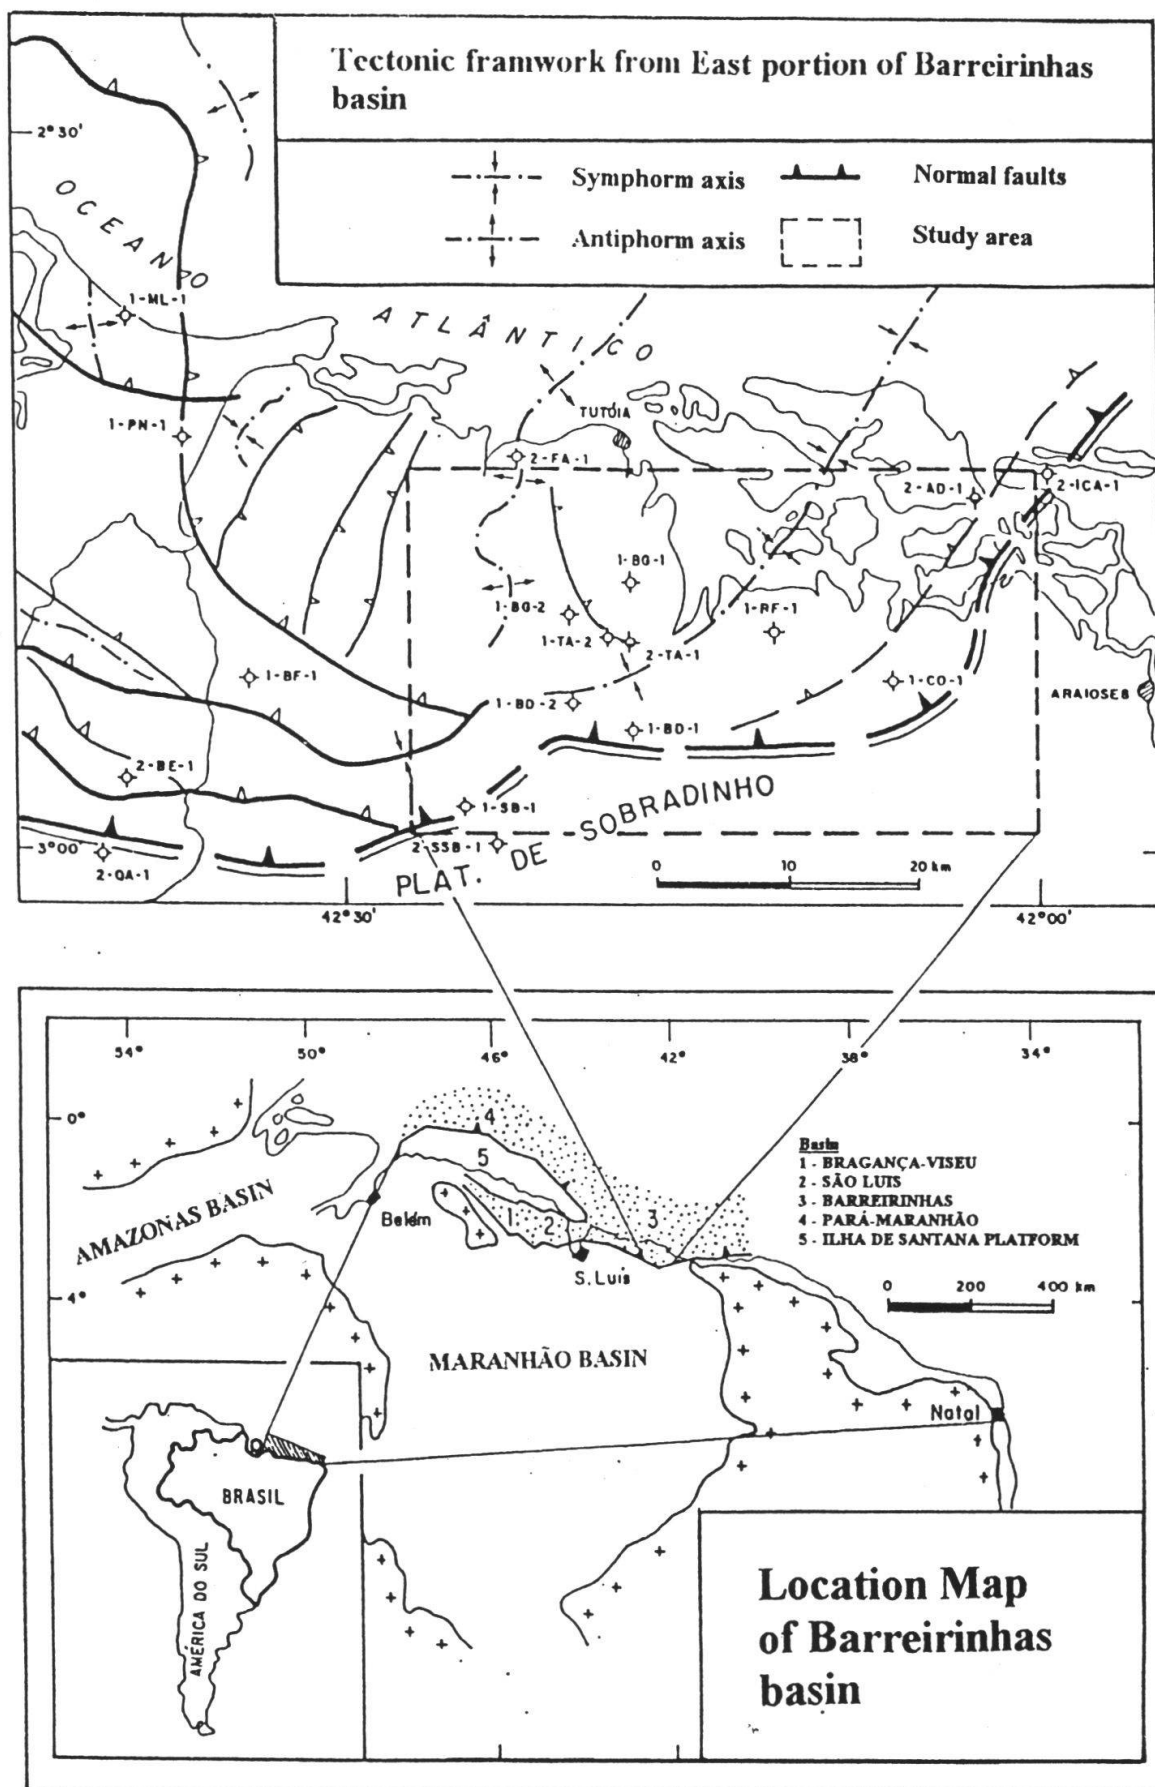 Tectonic framwork from East portion of Barreirinhas
basin
Symphorm axis
Normal faults
Antiphorm axis
Study area
2°30'
OCEANO
ATLÂNTICO
1-ML-1
1-PN-1
TUTÓIA
2-FA-1
2-AD-1
2-ICA-1
1-BG-1
1-BG-2
1-RF-1
1-TA-2
2-TA-1
1-BF-1
1-CO-1
ARAIOSES
1-BD-2
1-BD-1
2-BE-1
1-SB-1
2-SSB-1
3°00'
2-QA-1
PLAT. DE SOBRADINHO
0 10 20 km
42°30'
42°00'
54° 50° 46° 42° 38° 34°
0°
4
5
Basin
1 - BRAGANÇA-VISEU
2 - SÃO LUIS
3 - BARREIRINHAS
4 - PARÁ-MARANHÃO
5 - ILHA DE SANTANA PLATFORM
AMAZONAS BASIN
Belém
1 2 3
S. Luis
4°
0 200 400 km
MARANHÃO BASIN
Natal
BRASIL
AMÉRICA DO SUL
Location Map
of Barreirinhas
basin